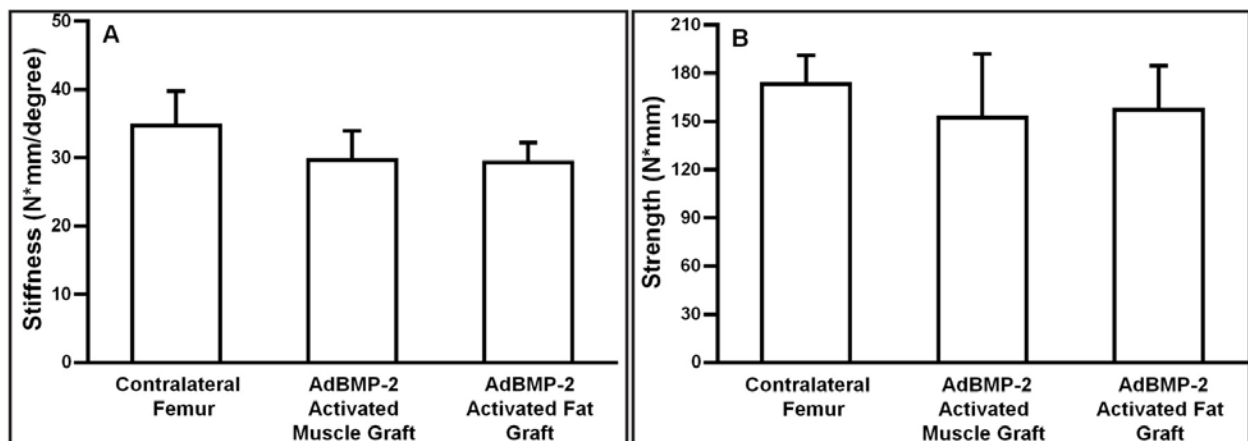 A
Stiffness (N*mm/degree)
50
40
30
20
10
0
Contralateral
Femur
AdBMP-2
Activated
Muscle Graft
AdBMP-2
Activated Fat
Graft
B
Strength (N*mm)
210
180
150
120
90
60
30
0
Contralateral
Femur
AdBMP-2
Activated
Muscle Graft
AdBMP-2
Activated Fat
Graft